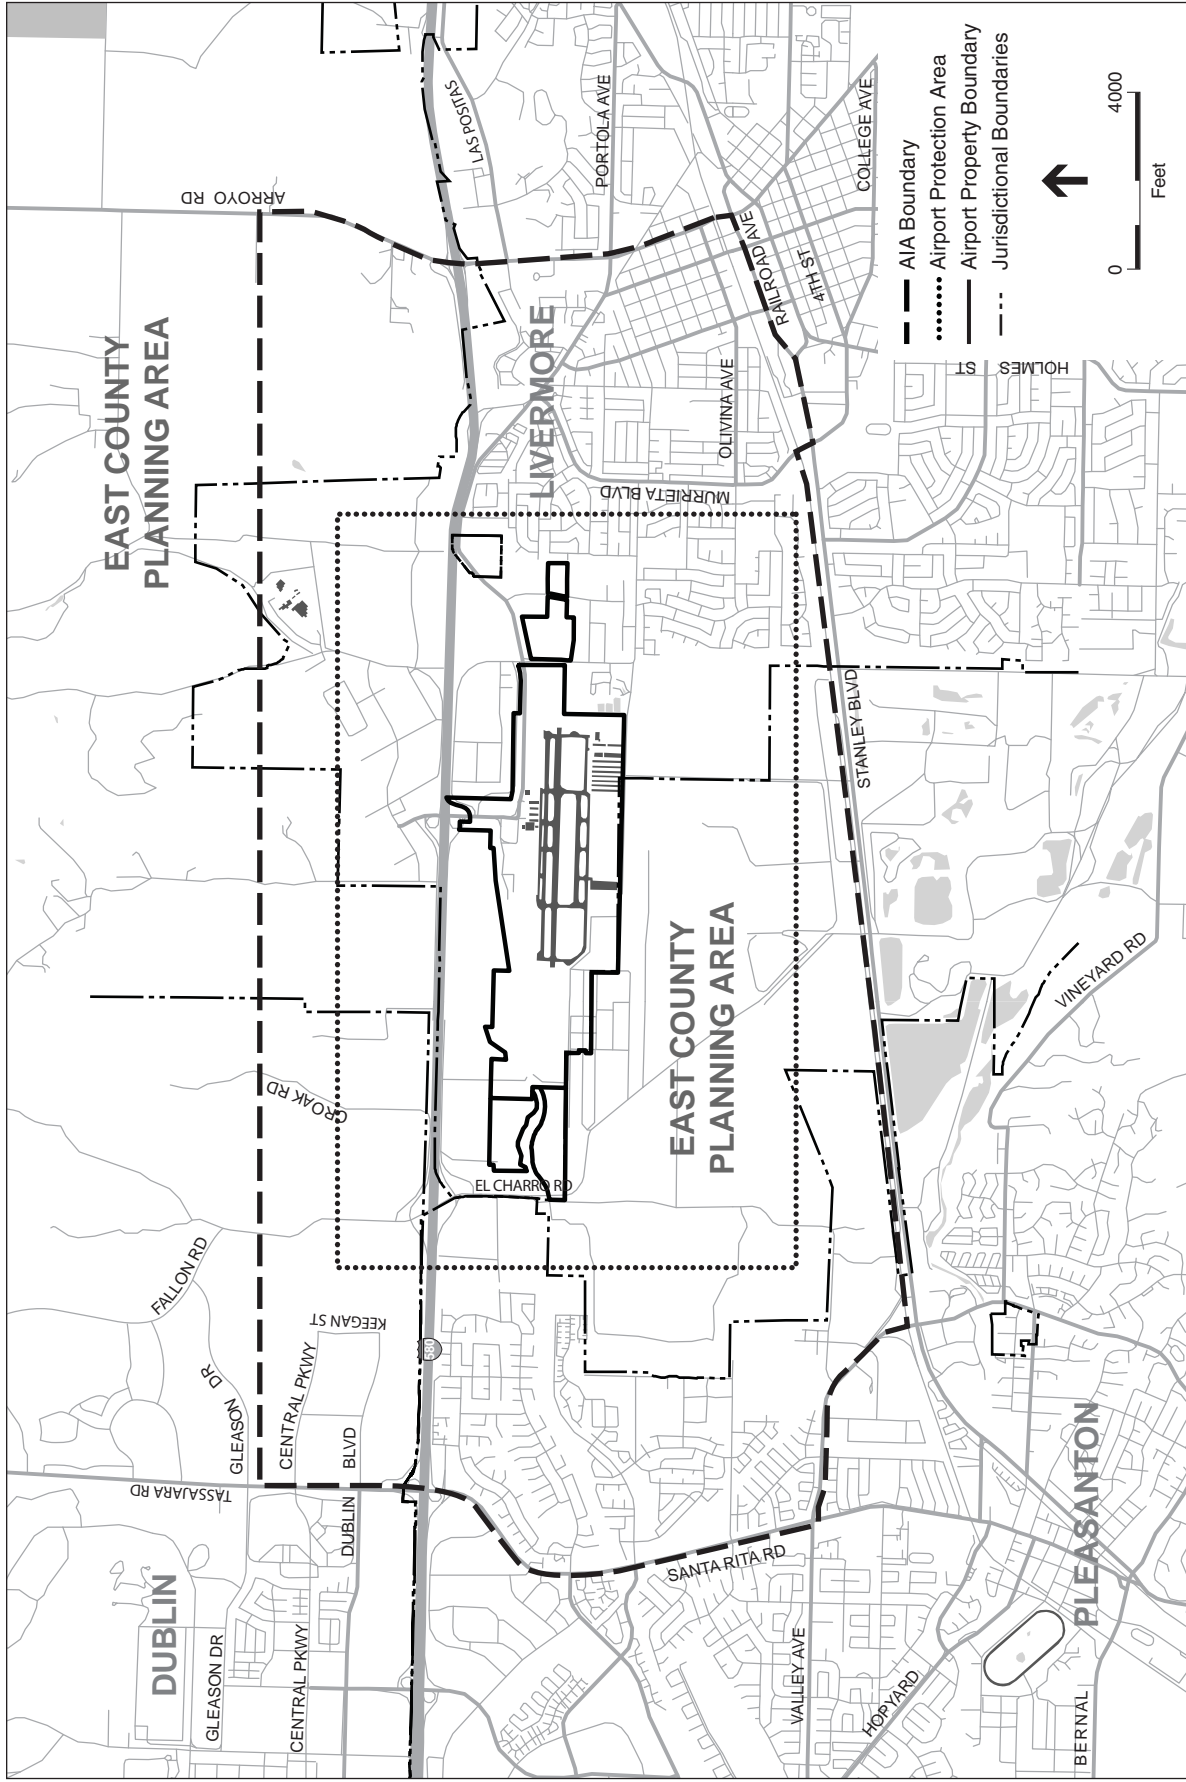 EAST COUNTY
PLANNING AREA
ARROYO RD
LAS POSITAS
PORTOLA AVE
COLLEGE AVE
RAILROAD AVE
4TH ST
LIVERMORE
OLIVINA AVE
MURRIETA BLVD
HOLMES
ST
STANLEY BLVD
VINEYARD RD
EAST COUNTY
PLANNING AREA
CROAK RD
EL CHARRO RD
FALLON RD
KEEGAN ST
580
GLEASON DR
CENTRAL PKWY
DUBLIN BLVD
TASSAJARA RD
DUBLIN
GLEASON DR
CENTRAL PKWY
SANTA RITA RD
VALLEY AVE
HOPYARD
BERNAL
PLEASANTON
AIA Boundary
Airport Protection Area
Airport Property Boundary
Jurisdictional Boundaries
0
4000
Feet